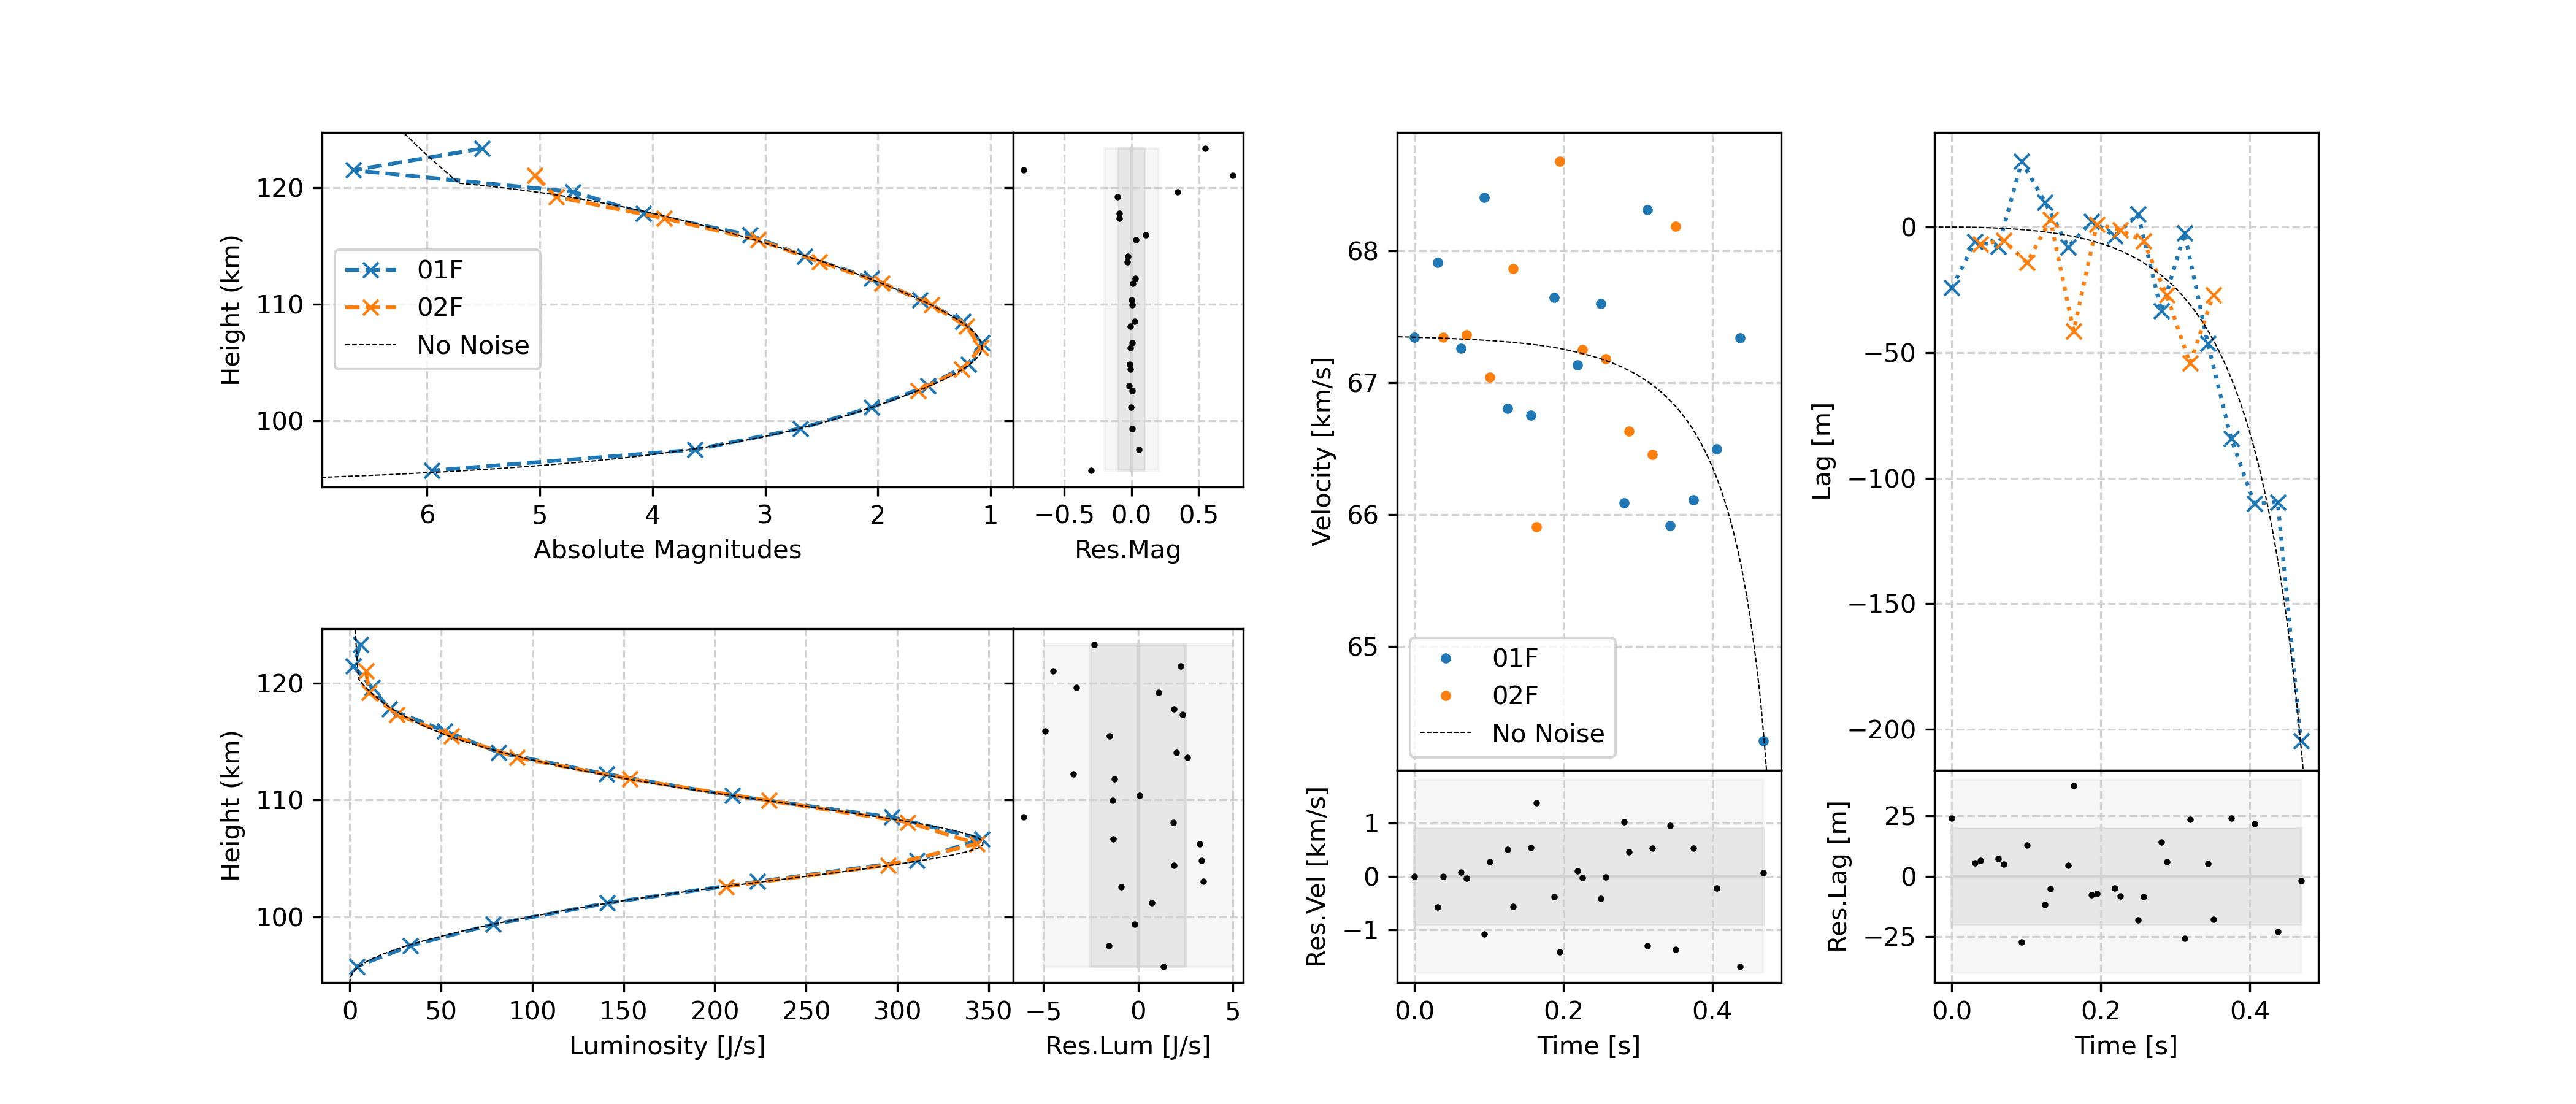 Height (km)
120
110
100
01F
02F
No Noise
6 5 4 3 2 1
Absolute Magnitudes
−0.5 0.0 0.5
Res.Mag
Height (km)
120
110
100
0 50 100 150 200 250 300 350
Luminosity [J/s]
−5 0 5
Res.Lum [J/s]
Velocity [km/s]
68
67
66
65
01F
02F
No Noise
Res.Vel [km/s]
1
0
−1
0.0 0.2 0.4
Time [s]
Lag [m]
0
−50
−100
−150
−200
Res.Lag [m]
25
0
−25
0.0 0.2 0.4
Time [s]